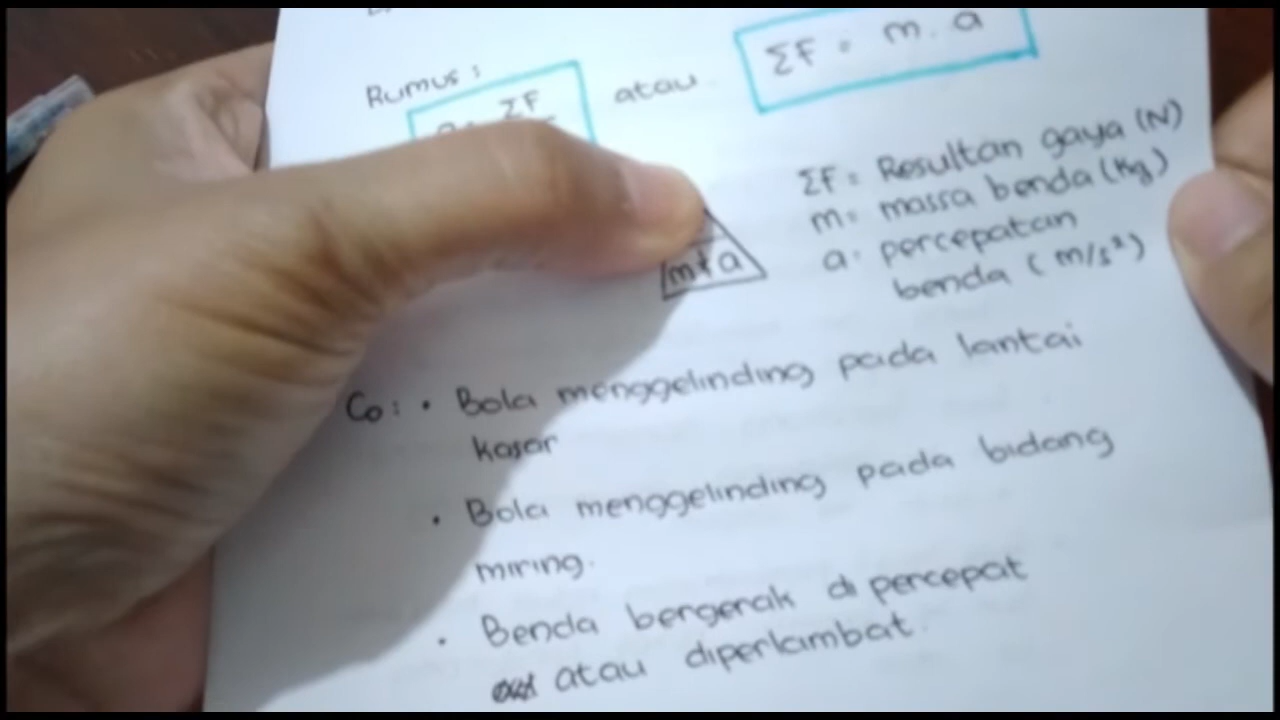 Rumus :
ΣF
atau
ΣF = m . a
ΣF = Resultan gaya (N)
m = massa benda (Kg)
a = percepatan
benda ( m/s² )
m a
Co : • Bola menggelinding pada lantai
kasar
• Bola menggelinding pada bidang
miring.
• Benda bergerak di percepat
atau diperlambat.